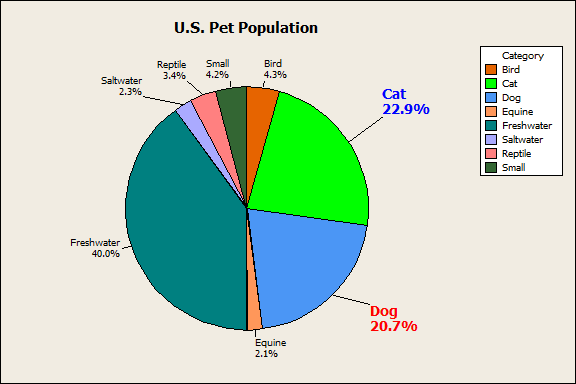 U.S. Pet Population
Bird
4.3%
Small
4.2%
Reptile
3.4%
Saltwater
2.3%
Cat
22.9%
Freshwater
40.0%
Dog
20.7%
Equine
2.1%
Category
Bird
Cat
Dog
Equine
Freshwater
Saltwater
Reptile
Small